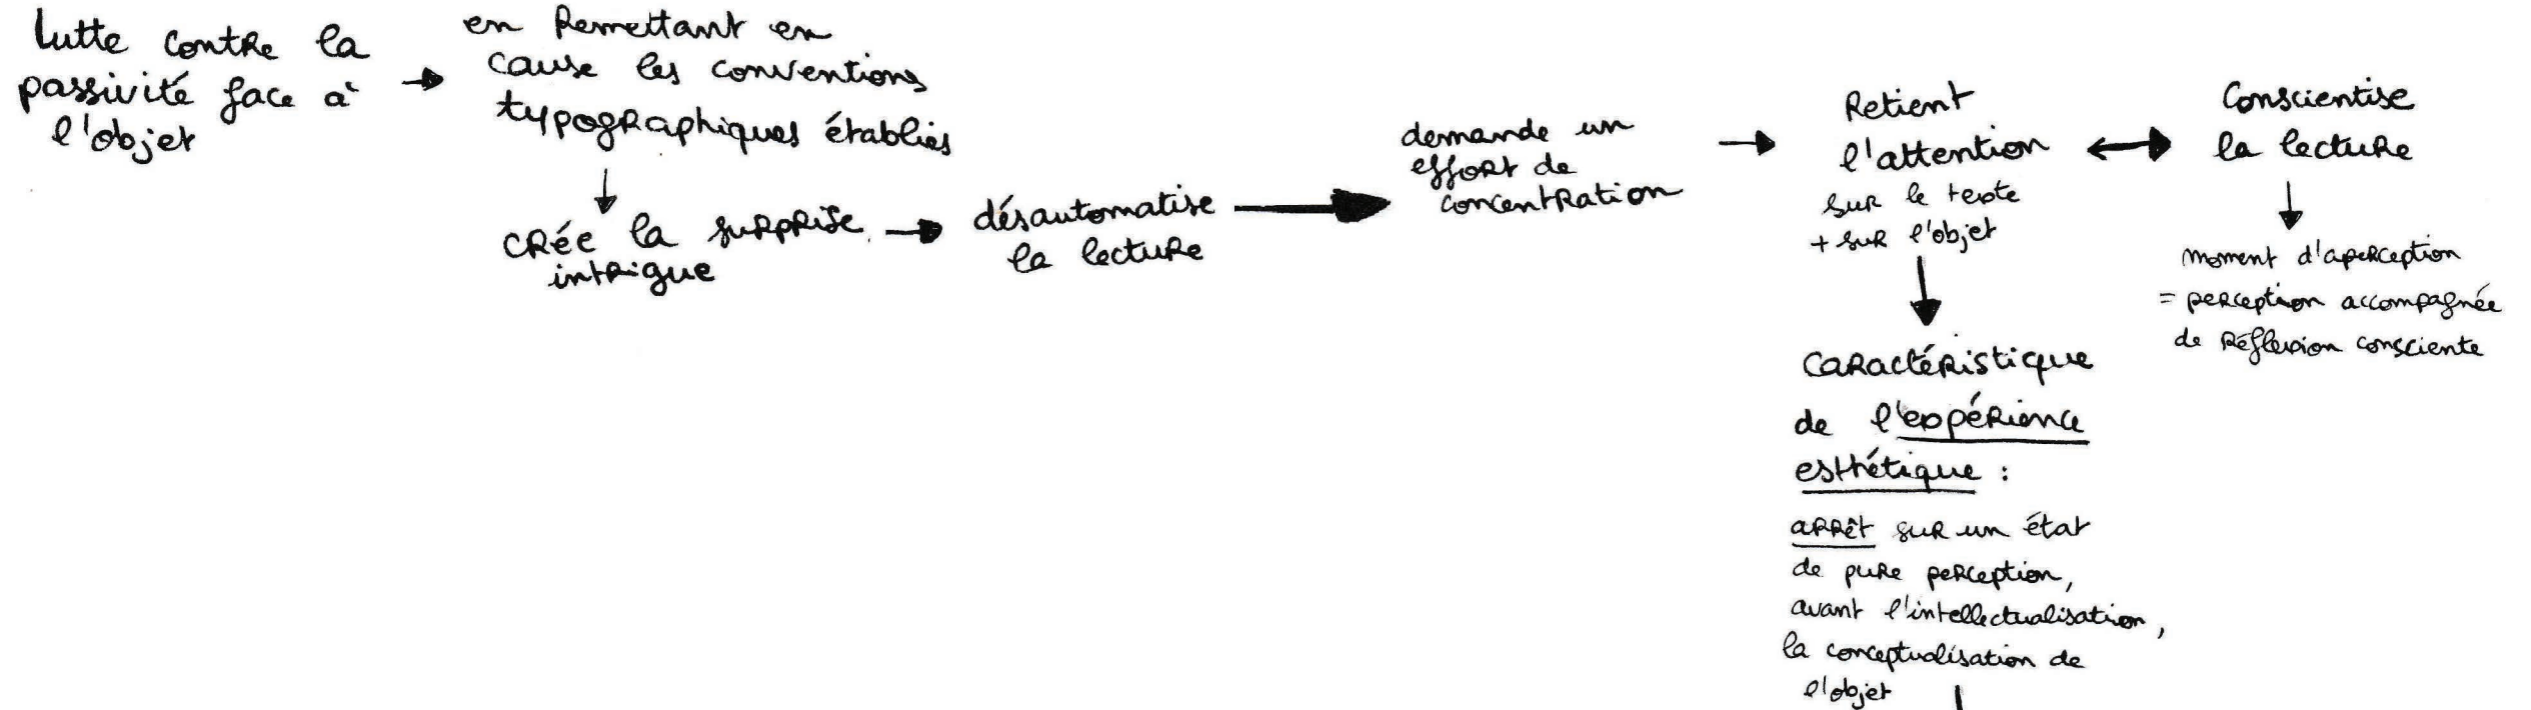 lutte contre la
passivité face à
l'objet
→
en remettant en
cause les conventions
typographiques établies
↓
crée la surprise
intrigue
→
désautomatise
la lecture
→
demande un
effort de
concentration
→
Retient
l'attention
sur le texte
+ sur l'objet
↔
Conscientise
la lecture
↓
moment d'aperception
= perception accompagnée
de réflexion consciente
↓
caractéristique
de l'expérience
esthétique :
arrêt sur un état
de pure perception,
avant l'intellectualisation,
la conceptualisation de
l'objet